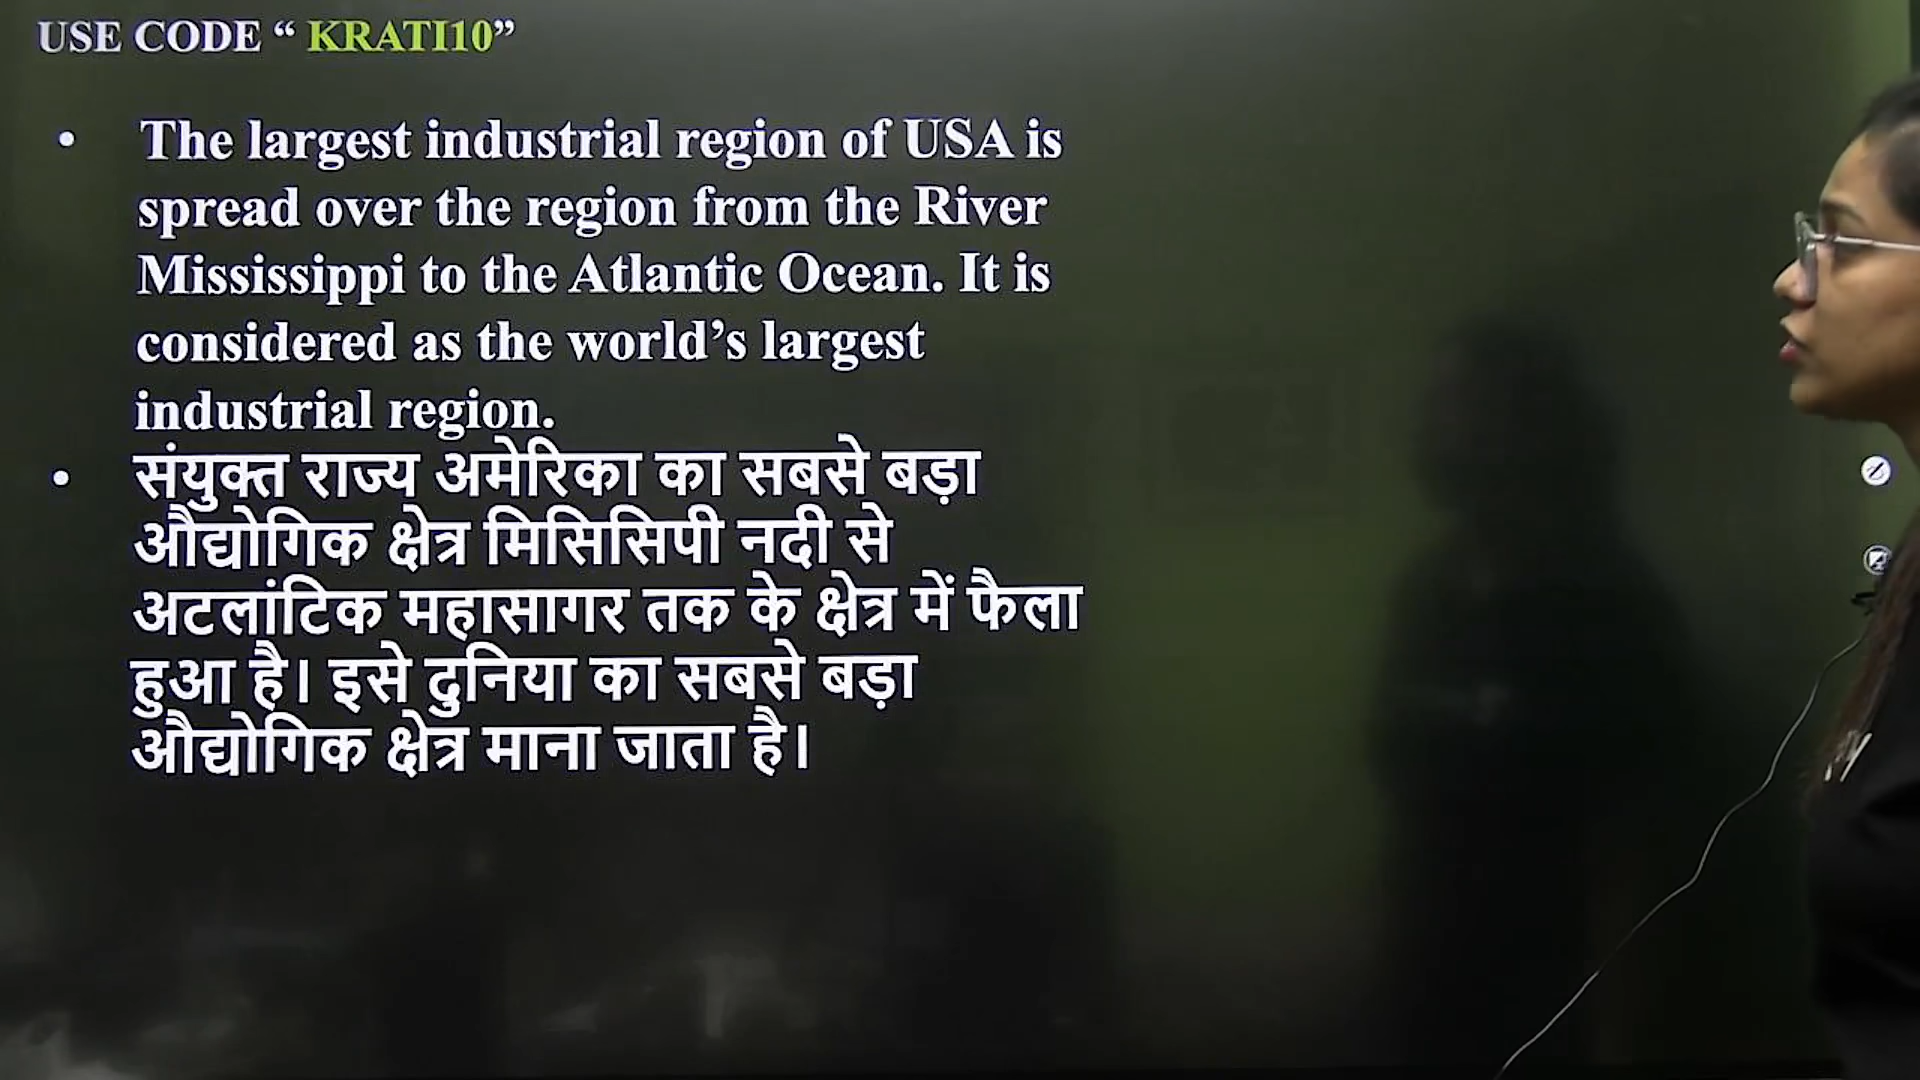 USE CODE “ KRATI10”
• The largest industrial region of USA is
spread over the region from the River
Mississippi to the Atlantic Ocean. It is
considered as the world’s largest
industrial region.
• संयुक्त राज्य अमेरिका का सबसे बड़ा
औद्योगिक क्षेत्र मिसिसिपी नदी से
अटलांटिक महासागर तक के क्षेत्र में फैला
हुआ है। इसे दुनिया का सबसे बड़ा
औद्योगिक क्षेत्र माना जाता है।